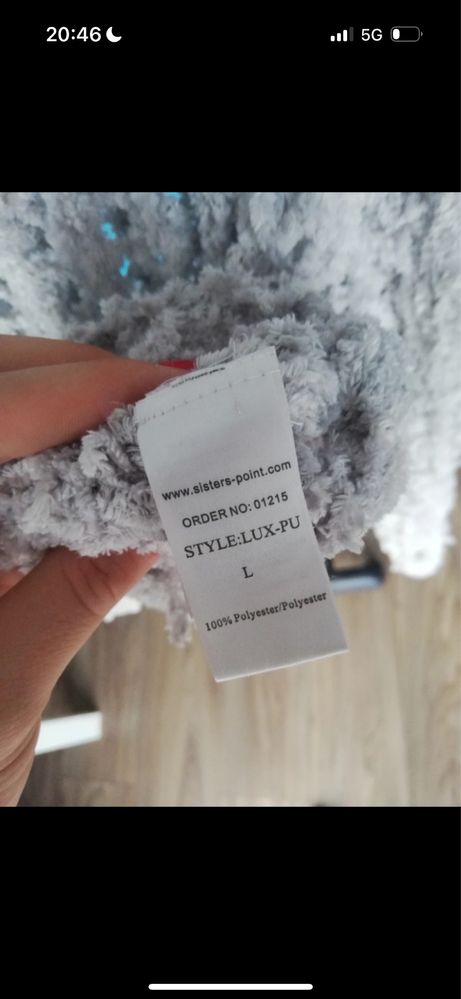 20:46
5G
www.sisters-point.com
ORDER NO: 01215
STYLE:LUX-PU
L
100% Polyester/Polyester